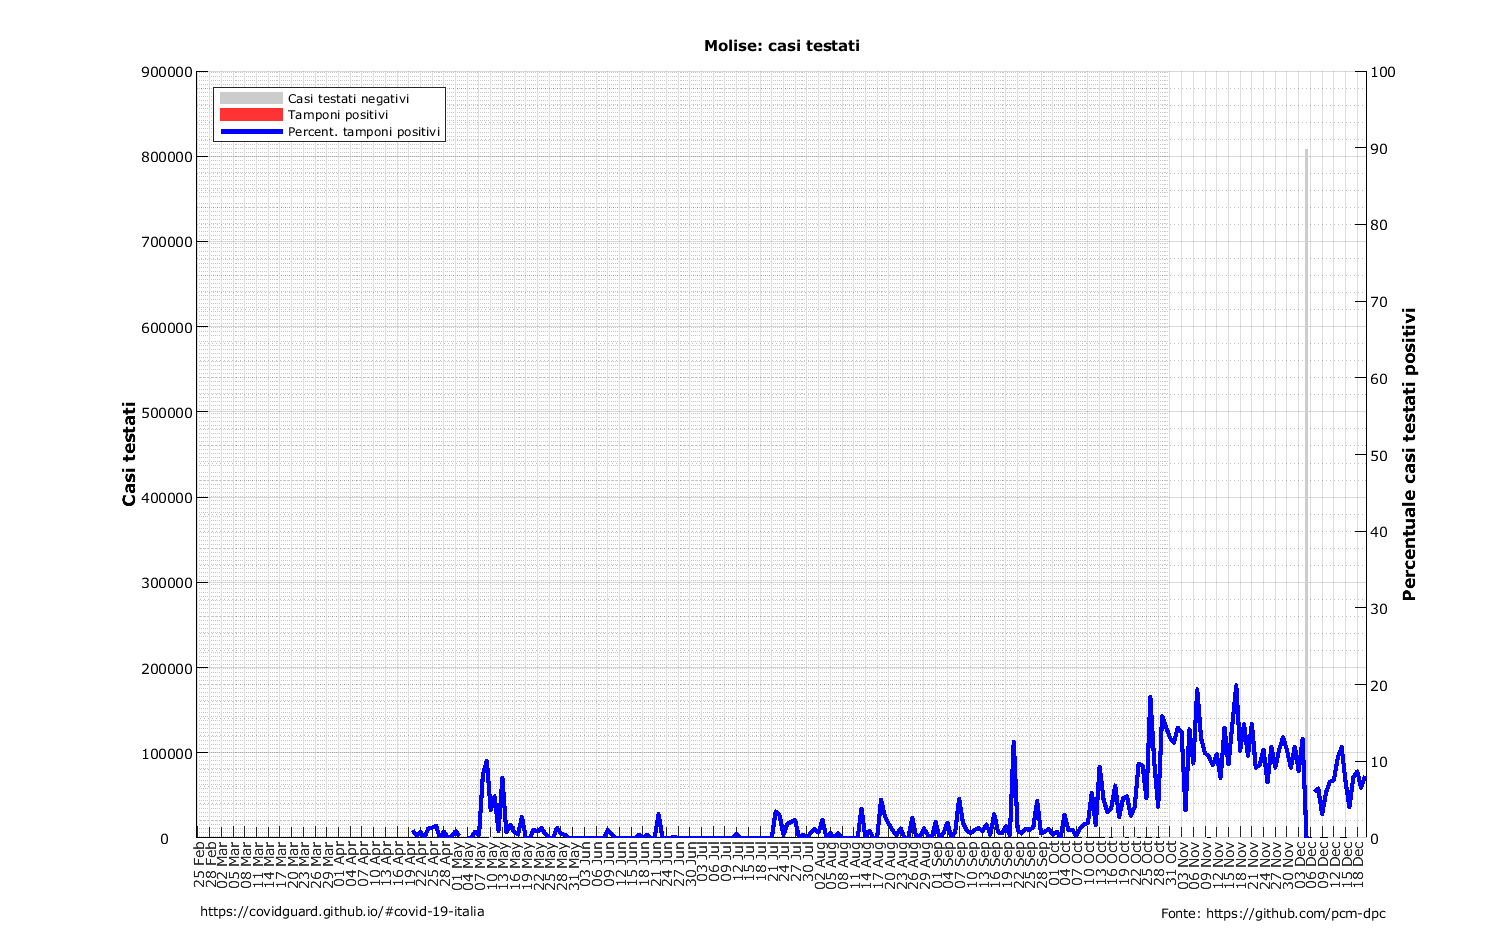 Molise: casi testati
900000
800000
700000
600000
500000
400000
300000
200000
100000
0
Casi testati
Casi testati negativi
Tamponi positivi
Percent. tamponi positivi
100
90
80
70
60
50
40
30
20
10
0
Percentuale casi testati positivi
25 Feb
28 Feb
02 Mar
05 Mar
08 Mar
11 Mar
14 Mar
17 Mar
20 Mar
23 Mar
26 Mar
29 Mar
01 Apr
04 Apr
07 Apr
10 Apr
13 Apr
16 Apr
19 Apr
22 Apr
25 Apr
28 Apr
01 May
04 May
07 May
10 May
13 May
16 May
19 May
22 May
25 May
28 May
31 May
03 Jun
06 Jun
09 Jun
12 Jun
15 Jun
18 Jun
21 Jun
24 Jun
27 Jun
30 Jun
03 Jul
06 Jul
09 Jul
12 Jul
15 Jul
18 Jul
21 Jul
24 Jul
27 Jul
30 Jul
02 Aug
05 Aug
08 Aug
11 Aug
14 Aug
17 Aug
20 Aug
23 Aug
26 Aug
29 Aug
01 Sep
04 Sep
07 Sep
10 Sep
13 Sep
16 Sep
19 Sep
22 Sep
25 Sep
28 Sep
01 Oct
04 Oct
07 Oct
10 Oct
13 Oct
16 Oct
19 Oct
22 Oct
25 Oct
28 Oct
31 Oct
03 Nov
06 Nov
09 Nov
12 Nov
15 Nov
18 Nov
21 Nov
24 Nov
27 Nov
30 Nov
03 Dec
06 Dec
09 Dec
12 Dec
15 Dec
18 Dec
https://covidguard.github.io/#covid-19-italia
Fonte: https://github.com/pcm-dpc